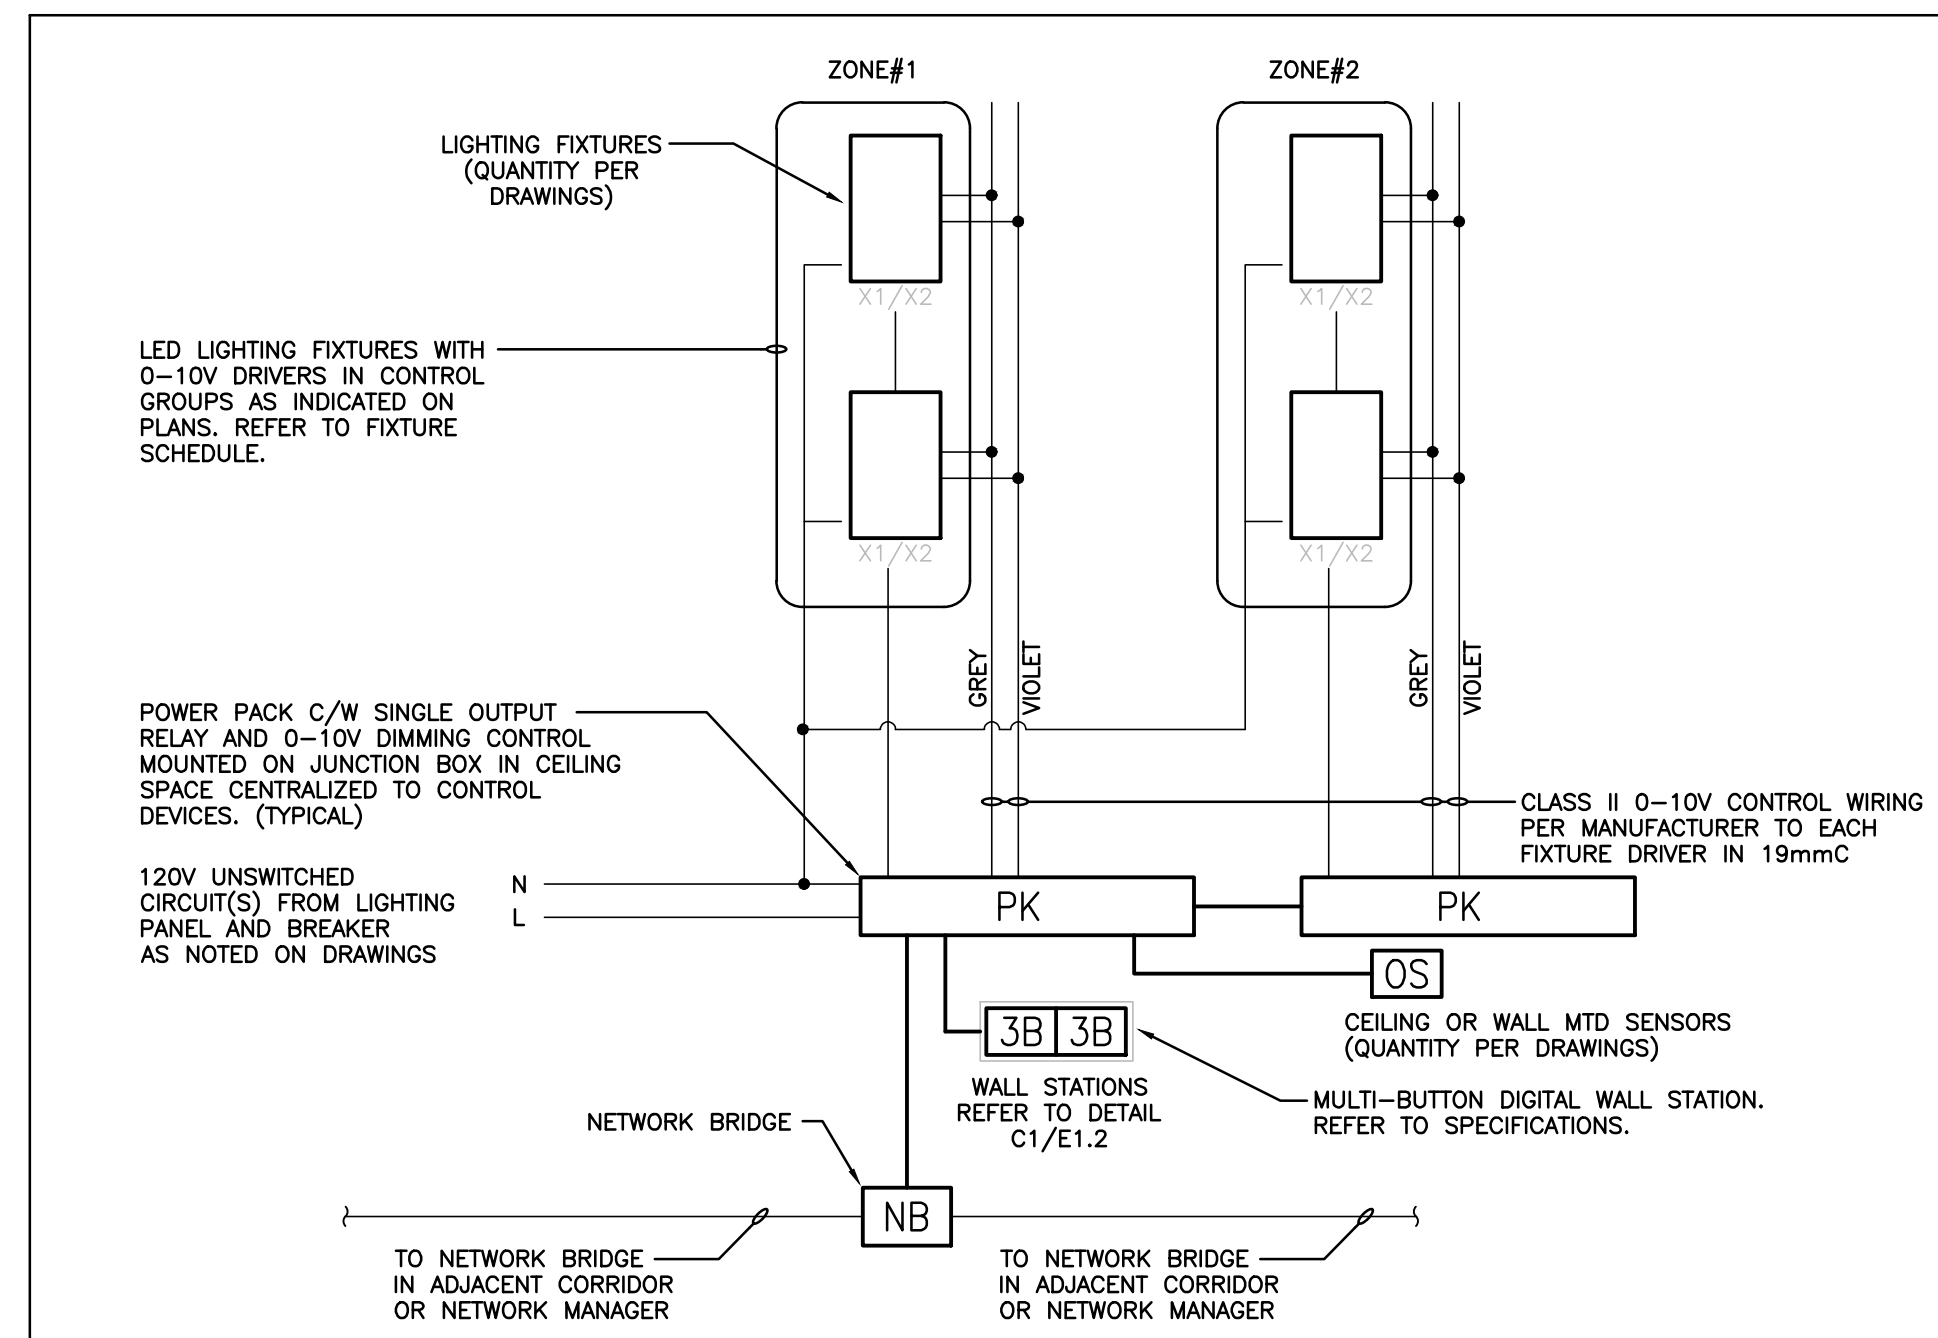 ZONE#1
ZONE#2
LIGHTING FIXTURES
(QUANTITY PER
DRAWINGS)
X1/X2
X1/X2
LED LIGHTING FIXTURES WITH
0-10V DRIVERS IN CONTROL
GROUPS AS INDICATED ON
PLANS. REFER TO FIXTURE
SCHEDULE.
X1/X2
X1/X2
GREY
VIOLET
GREY
VIOLET
POWER PACK C/W SINGLE OUTPUT
RELAY AND 0-10V DIMMING CONTROL
MOUNTED ON JUNCTION BOX IN CEILING
SPACE CENTRALIZED TO CONTROL
DEVICES. (TYPICAL)
CLASS II 0-10V CONTROL WIRING
PER MANUFACTURER TO EACH
FIXTURE DRIVER IN 19mmC
120V UNSWITCHED
CIRCUIT(S) FROM LIGHTING
PANEL AND BREAKER
AS NOTED ON DRAWINGS
N
L
PK
PK
OS
CEILING OR WALL MTD SENSORS
(QUANTITY PER DRAWINGS)
3B 3B
WALL STATIONS
REFER TO DETAIL
C1/E1.2
MULTI-BUTTON DIGITAL WALL STATION.
REFER TO SPECIFICATIONS.
NETWORK BRIDGE
NB
TO NETWORK BRIDGE
IN ADJACENT CORRIDOR
OR NETWORK MANAGER
TO NETWORK BRIDGE
IN ADJACENT CORRIDOR
OR NETWORK MANAGER